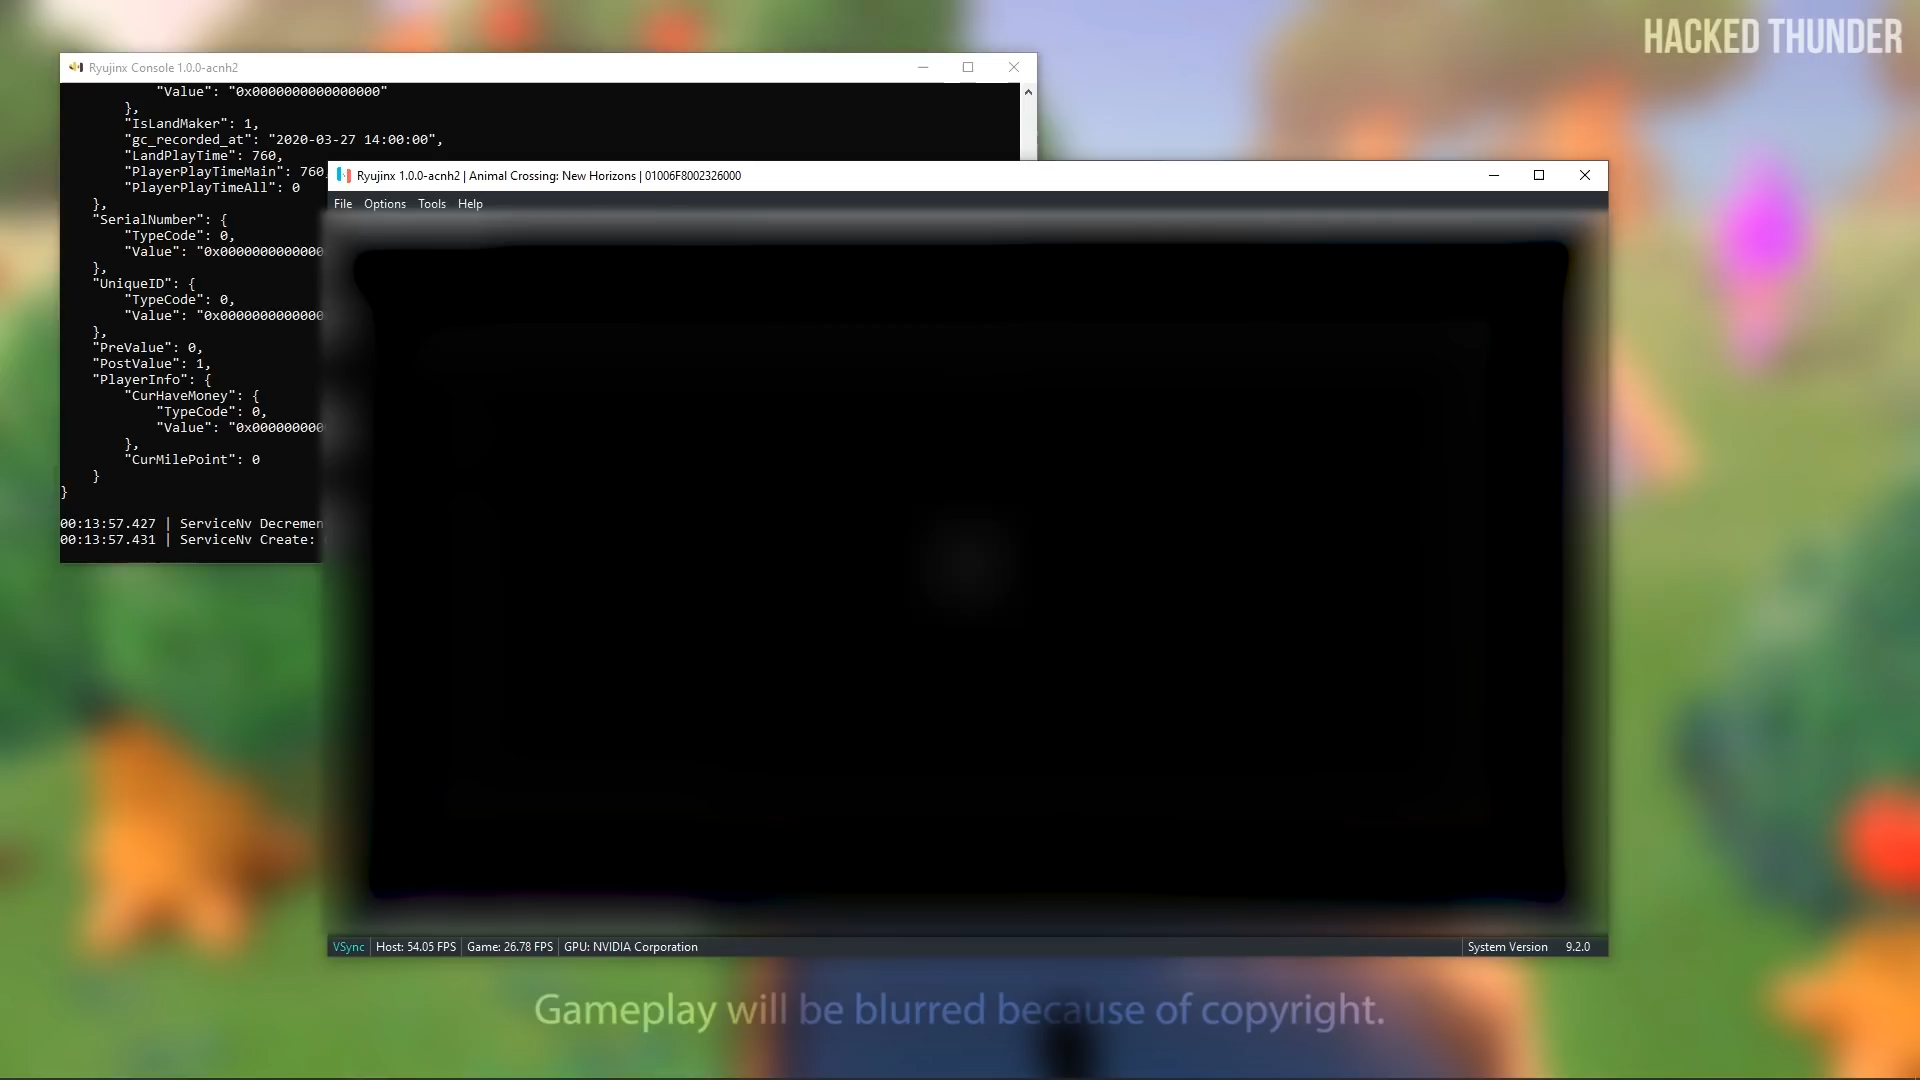 HACKED THUNDER
Ryujinx Console 1.0.0-acnh2
"Value": "0x0000000000000000"
},
"IsLandMaker": 1,
"gc_recorded_at": "2020-03-27 14:00:00",
"LandPlayTime": 760,
"PlayerPlayTimeMain": 760,
"PlayerPlayTimeAll": 0
},
"SerialNumber": {
"TypeCode": 0,
"Value": "0x0000000000000
},
"UniqueID": {
"TypeCode": 0,
"Value": "0x0000000000000
},
"PreValue": 0,
"PostValue": 1,
"PlayerInfo": {
"CurHaveMoney": {
"TypeCode": 0,
"Value": "0x000000000
},
"CurMilePoint": 0
}
}
00:13:57.427 | ServiceNv Decremen
00:13:57.431 | ServiceNv Create:
Ryujinx 1.0.0-acnh2 | Animal Crossing: New Horizons | 01006F8002326000
File Options Tools Help
VSync Host: 54.05 FPS Game: 26.78 FPS GPU: NVIDIA Corporation System Version 9.2.0
Gameplay will be blurred because of copyright.